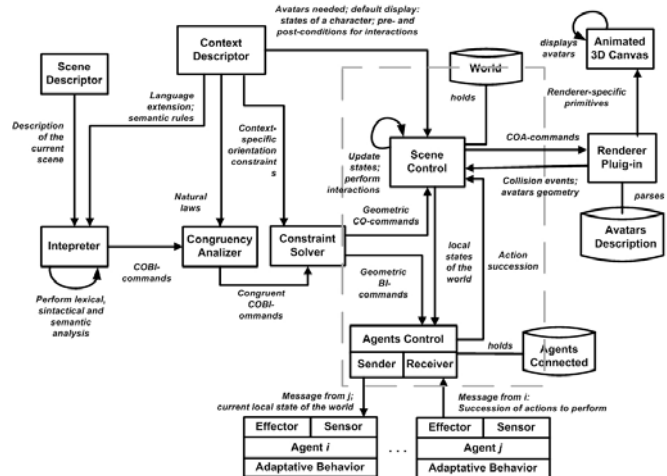 Avatars needed; default display:
states of a character; pre- and
post-conditions for interactions
Context
Descriptor
Scene
Descriptor
World
displays
avatars
Animated
3D Canvas
Language
extension;
semantic rules
holds
Renderer-specific
primitives
Description
of the
current
scene
Context-
specific
orientation
constraint
s
Update
states;
perform
interactions
Scene
Control
COA-commands
Renderer
Pluig-in
Collision events;
avatars geometry
parses
Natural
laws
Geometric
CO-commands
Avatars
Description
Intepreter
COBI-
commands
Congruency
Analizer
Constraint
Solver
local
states
of the
world
Action
succession
Geometric
BI-
commands
Perform lexical,
sintactical and
semantic
analysis
Congruent
COBI-
ommands
Agents Control
Sender
Receiver
holds
Agents
Connected
Message from j;
current local state of the world
Message from i:
Succession of actions to perform
Effector
Sensor
Agent i
Adaptative Behavior
. . .
Effector
Sensor
Agent j
Adaptative Behavior